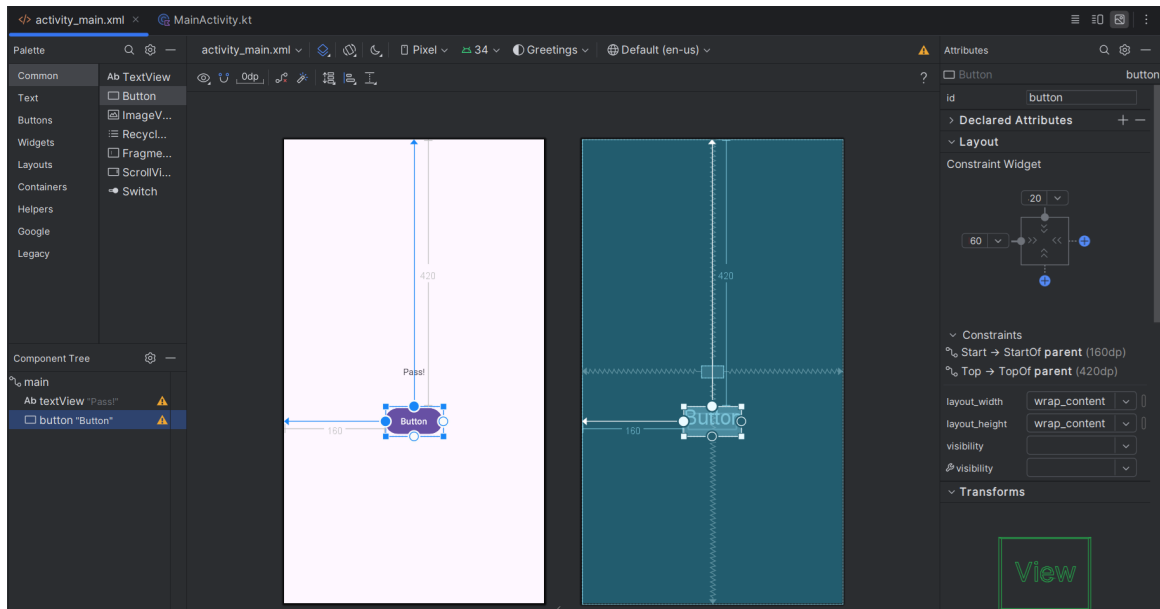 activity_main.xml
MainActivity.kt
Palette
activity_main.xml
Pixel
34
Greetings
Default (en-us)
Attributes
Common
Text
Buttons
Widgets
Layouts
Containers
Helpers
Google
Legacy
Ab TextView
Button
ImageV...
Recycl...
Fragme...
ScrollVi...
Switch
0dp
?
Button
button
id
button
Declared Attributes
Layout
Constraint Widget
20
60
Constraints
Start → StartOf parent (160dp)
Top → TopOf parent (420dp)
layout_width
wrap_content
layout_height
wrap_content
visibility
visibility
Transforms
View
420
Pass!
Button
160
420
Button
160
Component Tree
main
Ab textView "Pass!"
button "Button"